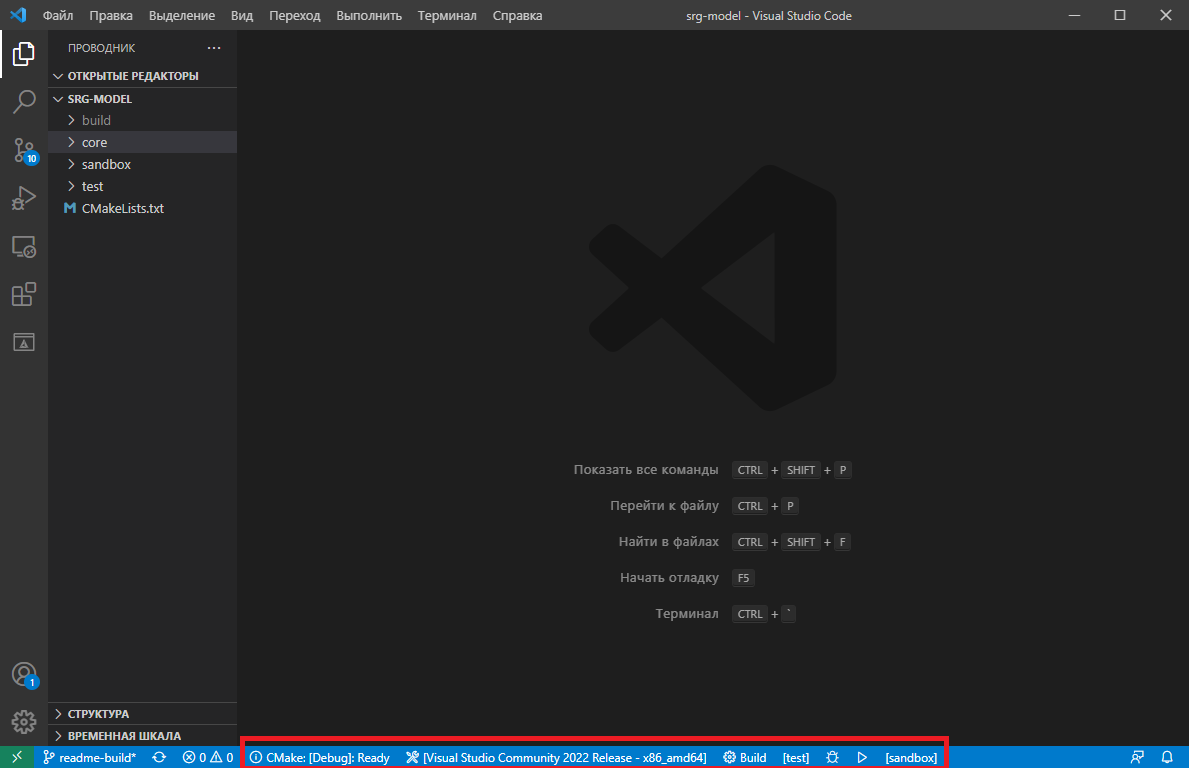 Файл Правка Выделение Вид Переход Выполнить Терминал Справка srg-model - Visual Studio Code
ПРОВОДНИК ...
ОТКРЫТЫЕ РЕДАКТОРЫ
SRG-MODEL
build
core
sandbox
test
M CMakeLists.txt
10
Показать все команды CTRL + SHIFT + P
Перейти к файлу CTRL + P
Найти в файлах CTRL + SHIFT + F
Начать отладку F5
Терминал CTRL + `
1
СТРУКТУРА
ВРЕМЕННАЯ ШКАЛА
readme-build* 0 0 CMake: [Debug]: Ready [Visual Studio Community 2022 Release - x86_amd64] Build [test] [sandbox]